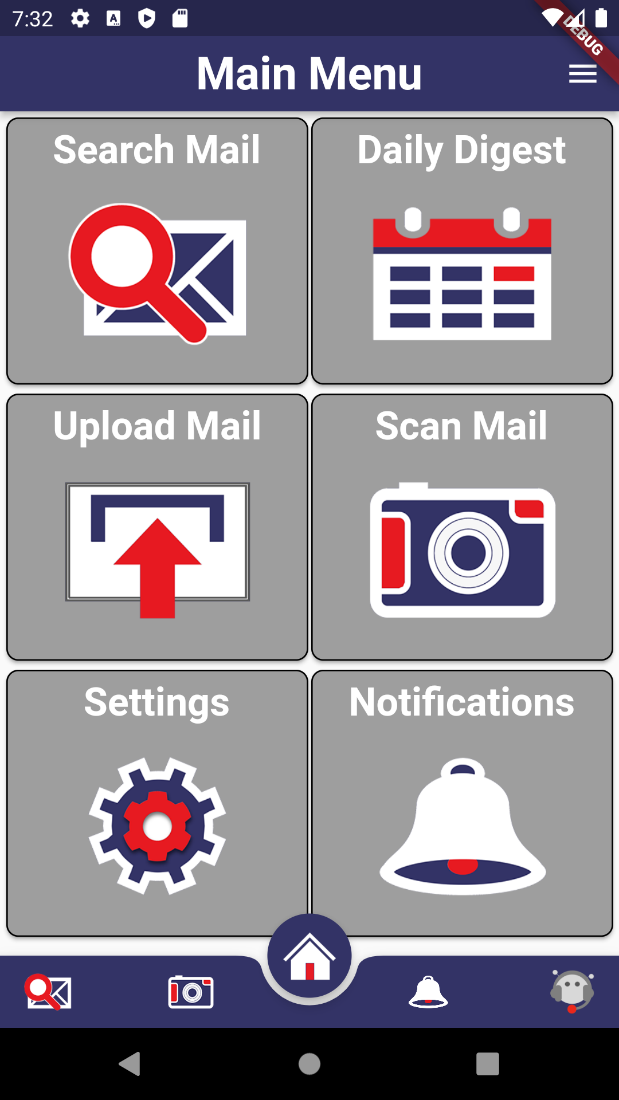 7:32
A
DEBUG
Main Menu
Search Mail
Daily Digest
Upload Mail
Scan Mail
Settings
Notifications